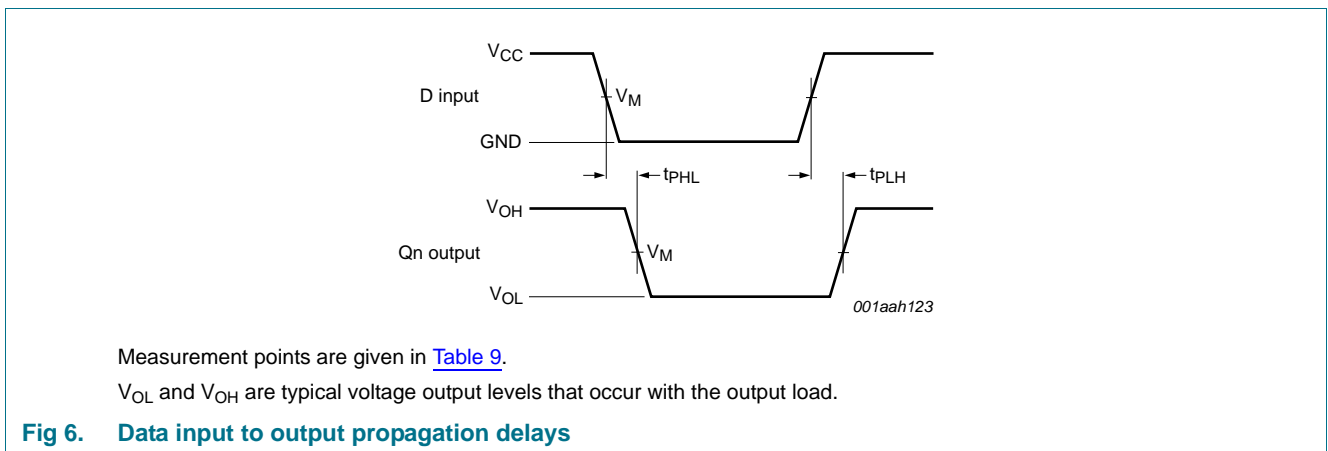 VCC
D input
VM
GND
tPHL
tPLH
VOH
Qn output
VM
VOL
001aah123
Measurement points are given in Table 9.
VOL and VOH are typical voltage output levels that occur with the output load.
Fig 6. Data input to output propagation delays